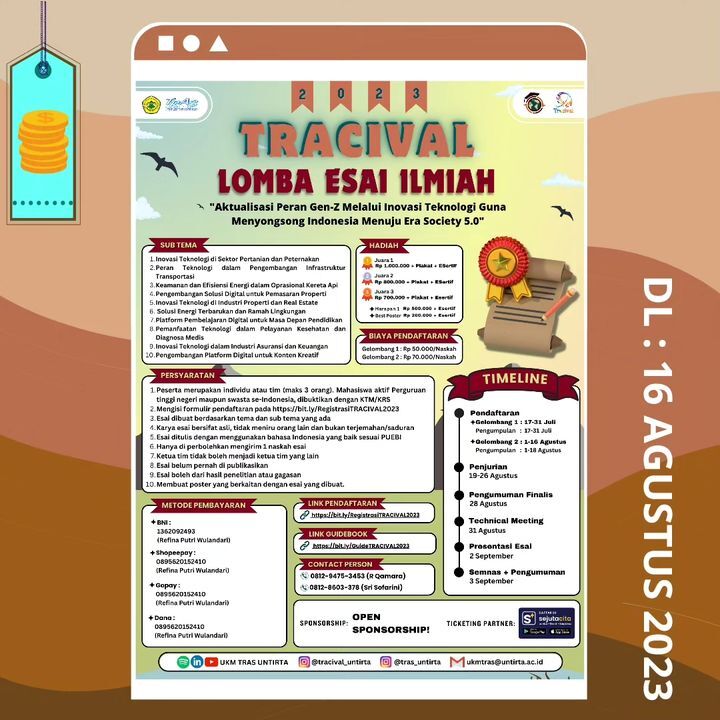 2 0 2 3
TRACIVAL
LOMBA ESAI ILMIAH
"Aktualisasi Peran Gen-Z Melalui Inovasi Teknologi Guna
Menyongsong Indonesia Menuju Era Society 5.0"
SUB TEMA
1. Inovasi Teknologi di Sektor Pertanian dan Peternakan
2. Peran Teknologi dalam Pengembangan Infrastruktur
Transportasi
3. Keamanan dan Efisiensi Energi dalam Oprasional Kereta Api
4. Pengembangan Solusi Digital untuk Pemasaran Properti
5. Inovasi Teknologi di Industri Properti dan Real Estate
6. Solusi Energi Terbarukan dan Ramah Lingkungan
7. Platform Pembelajaran Digital untuk Masa Depan Pendidikan
8. Pemanfaatan Teknologi dalam Pelayanan Kesehatan dan
Diagnosa Medis
9. Inovasi Teknologi dalam Industri Asuransi dan Keuangan
10. Pengembangan Platform Digital untuk Konten Kreatif
HADIAH
Juara 1
Rp 1.000.000 + Plakat + ESertif
Juara 2
Rp 800.000 + Plakat + ESertif
Juara 3
Rp 700.000 + Plakat + Esertif
Harapan 1 Rp 500.000 + Esertif
Best Poster Rp 200.000 + Esertif
BIAYA PENDAFTARAN
Gelombang 1 : Rp 50.000/Naskah
Gelombang 2 : Rp 70.000/Naskah
PERSYARATAN
1. Peserta merupakan individu atau tim (maks 3 orang). Mahasiswa aktif Perguruan
tinggi negeri maupun swasta se-Indonesia, dibuktikan dengan KTM/KRS
2. Mengisi formulir pendaftaran pada https://bit.ly/RegistrasiTRACIVAL2023
3. Esai dibuat berdasarkan tema dan sub tema yang ada
4. Karya esai bersifat asli, tidak meniru orang lain dan bukan terjemahan/saduran
5. Esai ditulis dengan menggunakan bahasa Indonesia yang baik sesuai PUEBI
6. Hanya di perbolehkan mengirim 1 naskah esai
7. Ketua tim tidak boleh menjadi ketua tim yang lain
8. Esai belum pernah di publikasikan
9. Esai boleh dari hasil penelitian atau gagasan
10. Membuat poster yang berkaitan dengan esai yang dibuat.
TIMELINE
Pendaftaran
Gelombang 1 : 17-31 Juli
Pengumpulan : 17-31 Juli
Gelombang 2 : 1-16 Agustus
Pengumpulan : 1-18 Agustus
Penjurian
19-26 Agustus
Pengumuman Finalis
28 Agustus
Technical Meeting
31 Agustus
Presentasi Esai
2 September
Semnas + Pengumuman
3 September
METODE PEMBAYARAN
BNI :
1362092493
(Refina Putri Wulandari)
Shopeepay :
0895620152410
(Refina Putri Wulandari)
Gopay :
0895620152410
(Refina Putri Wulandari)
Dana :
0895620152410
(Refina Putri Wulandari)
LINK PENDAFTARAN
https://bit.ly/RegistrasiTRACIVAL2023
LINK GUIDEBOOK
https://bit.ly/GuideTRACIVAL2023
CONTACT PERSON
0812-9475-3453 (R Qamara)
0812-8603-378 (Sri Sofarini)
SPONSORSHIP: OPEN
SPONSORSHIP!
TICKETING PARTNER:
sejutacita
UKM TRAS UNTIRTA @tracival_untirta @tras_untirta ukmtras@untirta.ac.id
DL : 16 AGUSTUS 2023